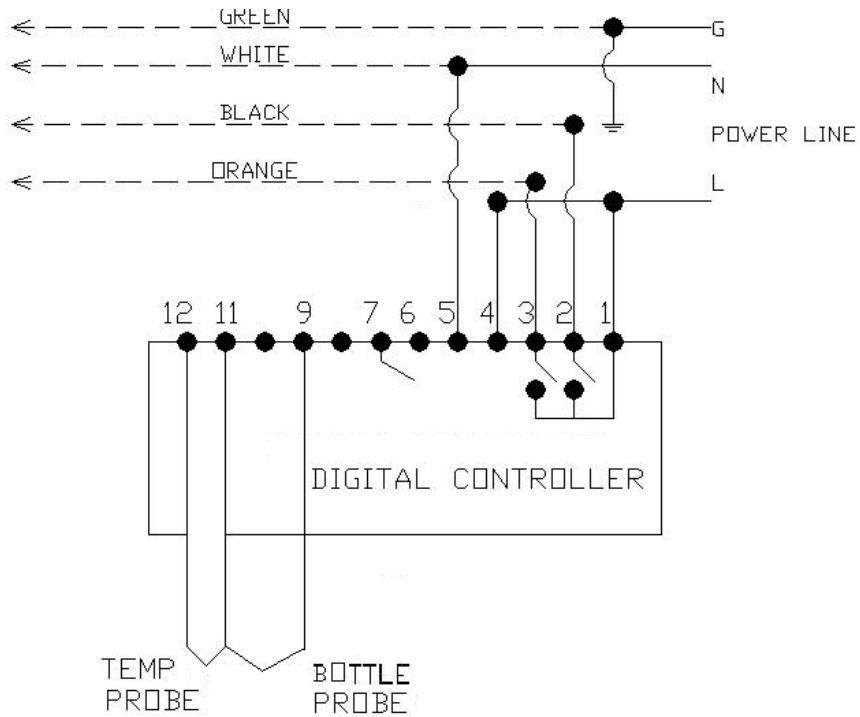 GREEN
G
WHITE
N
BLACK
POWER LINE
ORANGE
L
12 11 9 7 6 5 4 3 2 1
DIGITAL CONTROLLER
TEMP
PROBE
BOTTLE
PROBE